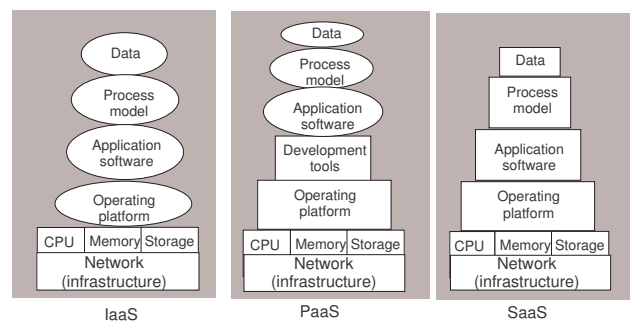 Data
Process
model
Application
software
Operating
platform
CPU Memory Storage
Network
(infrastructure)
IaaS
Data
Process
model
Application
software
Development
tools
Operating
platform
CPU Memory Storage
Network
(infrastructure)
PaaS
Data
Process
model
Application
software
Operating
platform
CPU Memory Storage
Network
(infrastructure)
SaaS